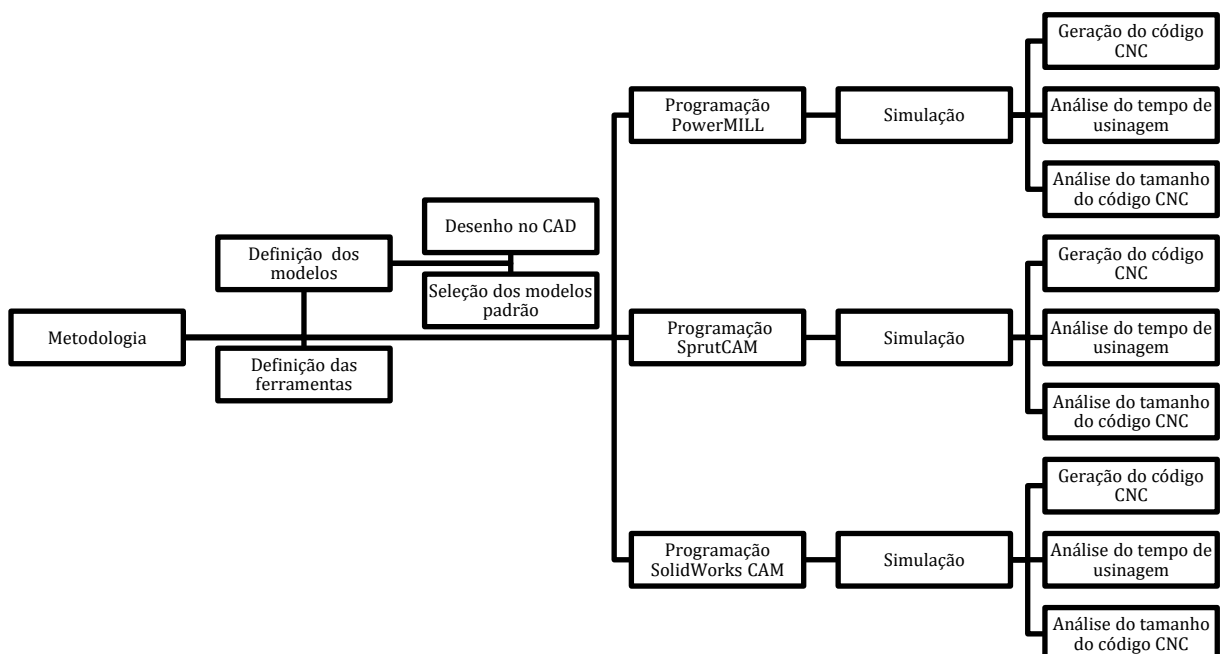 Metodologia
Definição dos
modelos
Definição das
ferramentas
Desenho no CAD
Seleção dos modelos
padrão
Programação
PowerMILL
Simulação
Geração do código
CNC
Análise do tempo de
usinagem
Análise do tamanho
do código CNC
Programação
SprutCAM
Simulação
Geração do código
CNC
Análise do tempo de
usinagem
Análise do tamanho
do código CNC
Programação
SolidWorks CAM
Simulação
Geração do código
CNC
Análise do tempo de
usinagem
Análise do tamanho
do código CNC